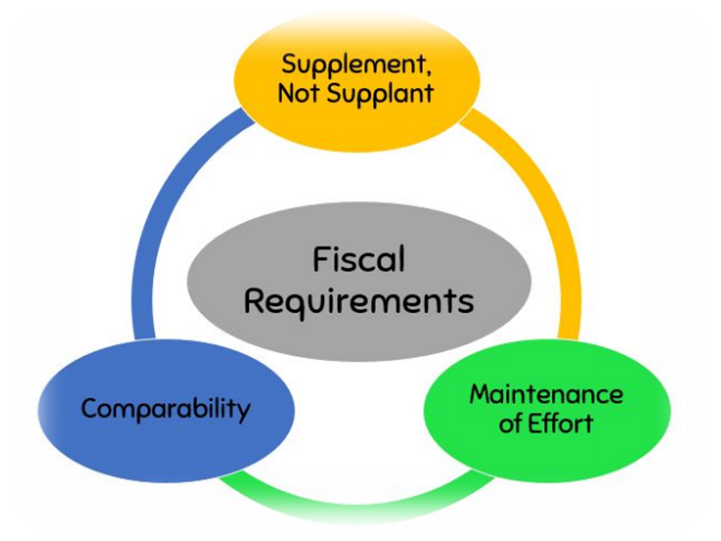 Supplement,
Not Supplant
Fiscal
Requirements
Comparability
Maintenance
of Effort